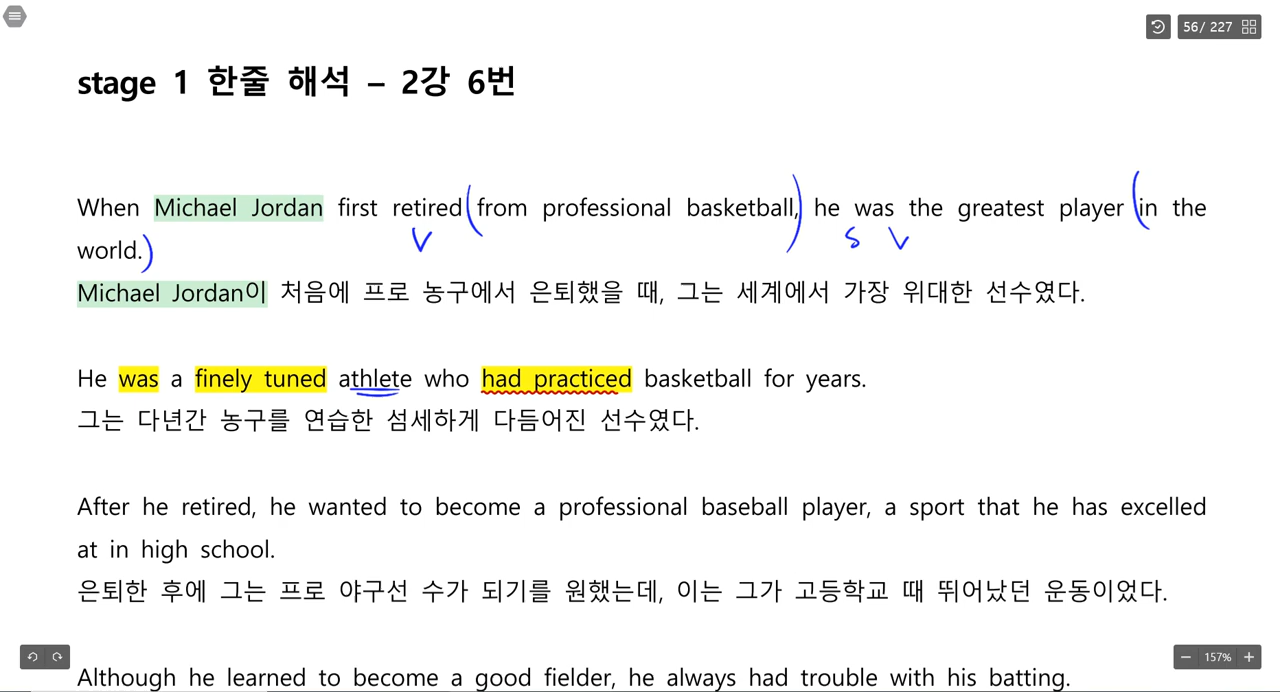 56/ 227
stage 1 한줄 해석 – 2강 6번
When Michael Jordan first retired (from professional basketball,) he was the greatest player (in the
world.)
V S V
Michael Jordan이 처음에 프로 농구에서 은퇴했을 때, 그는 세계에서 가장 위대한 선수였다.
He was a finely tuned athlete who had practiced basketball for years.
그는 다년간 농구를 연습한 섬세하게 다듬어진 선수였다.
After he retired, he wanted to become a professional baseball player, a sport that he has excelled
at in high school.
은퇴한 후에 그는 프로 야구선 수가 되기를 원했는데, 이는 그가 고등학교 때 뛰어났던 운동이었다.
Although he learned to become a good fielder, he always had trouble with his batting.
157%